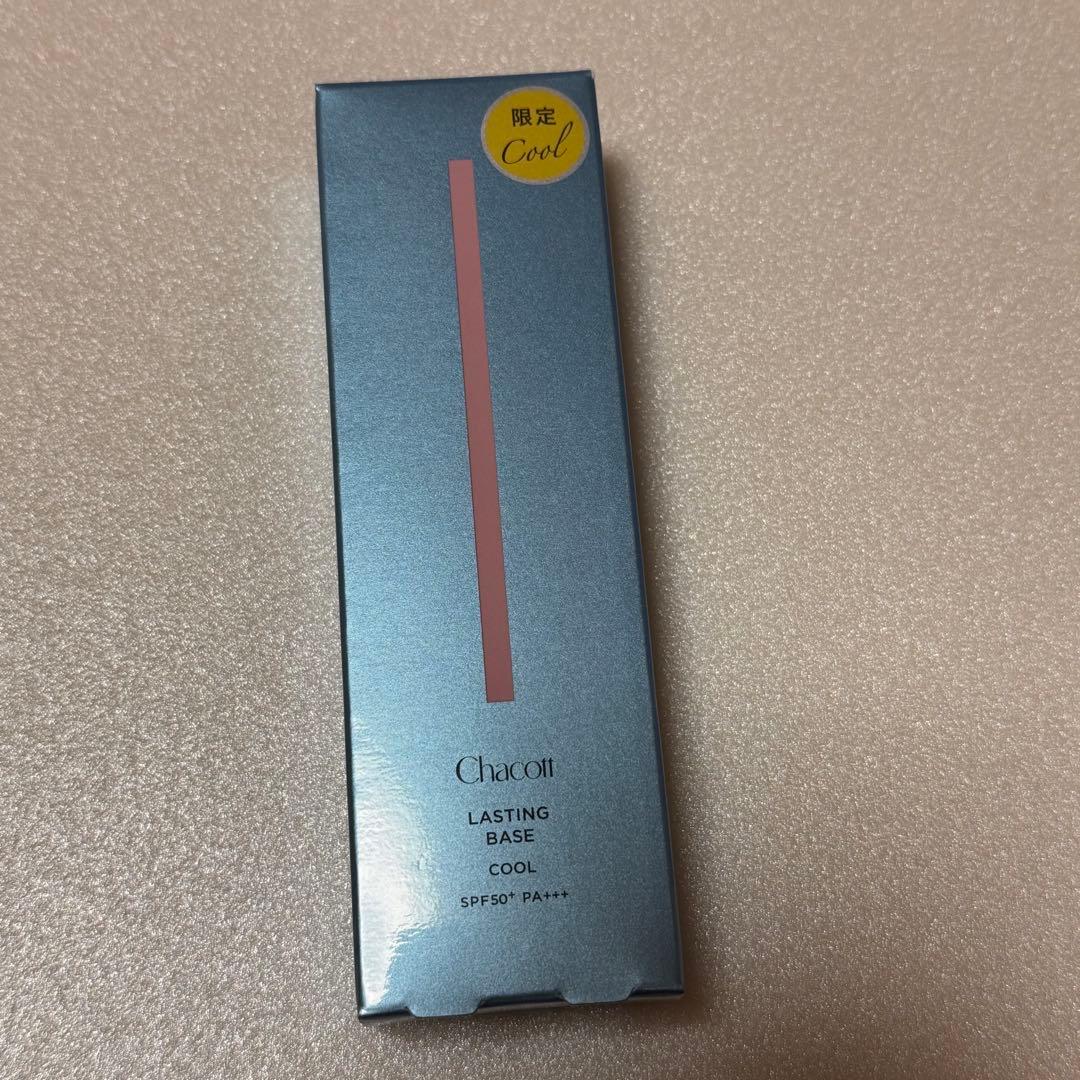 限定
Cool
Chacott
LASTING
BASE
COOL
SPF50⁺ PA+++